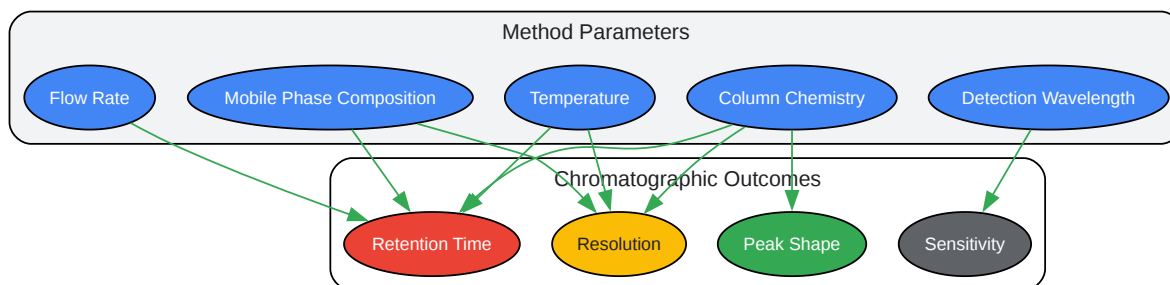 Method Parameters
Flow Rate
Mobile Phase Composition
Temperature
Column Chemistry
Detection Wavelength
Chromatographic Outcomes
Retention Time
Resolution
Peak Shape
Sensitivity